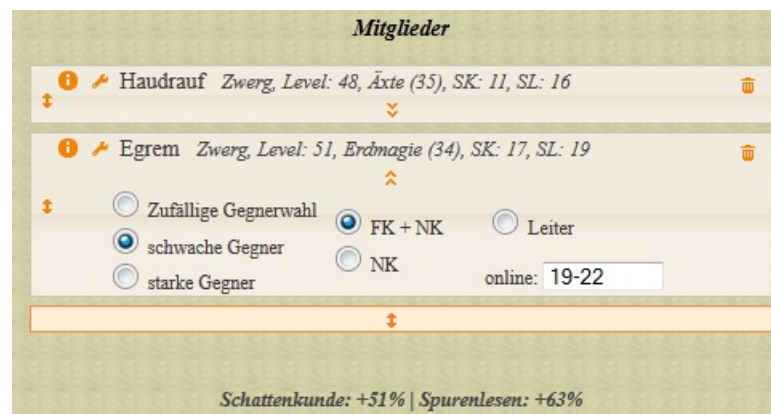 Mitglieder
Haudrauf Zwerg, Level: 48, Äxte (35), SK: 11, SL: 16
Egrem Zwerg, Level: 51, Erdmagie (34), SK: 17, SL: 19
Zufällige Gegnerwahl
schwache Gegner
starke Gegner
FK + NK
NK
Leiter
online: 19-22
Schattenkunde: +51% | Spurenlesen: +63%